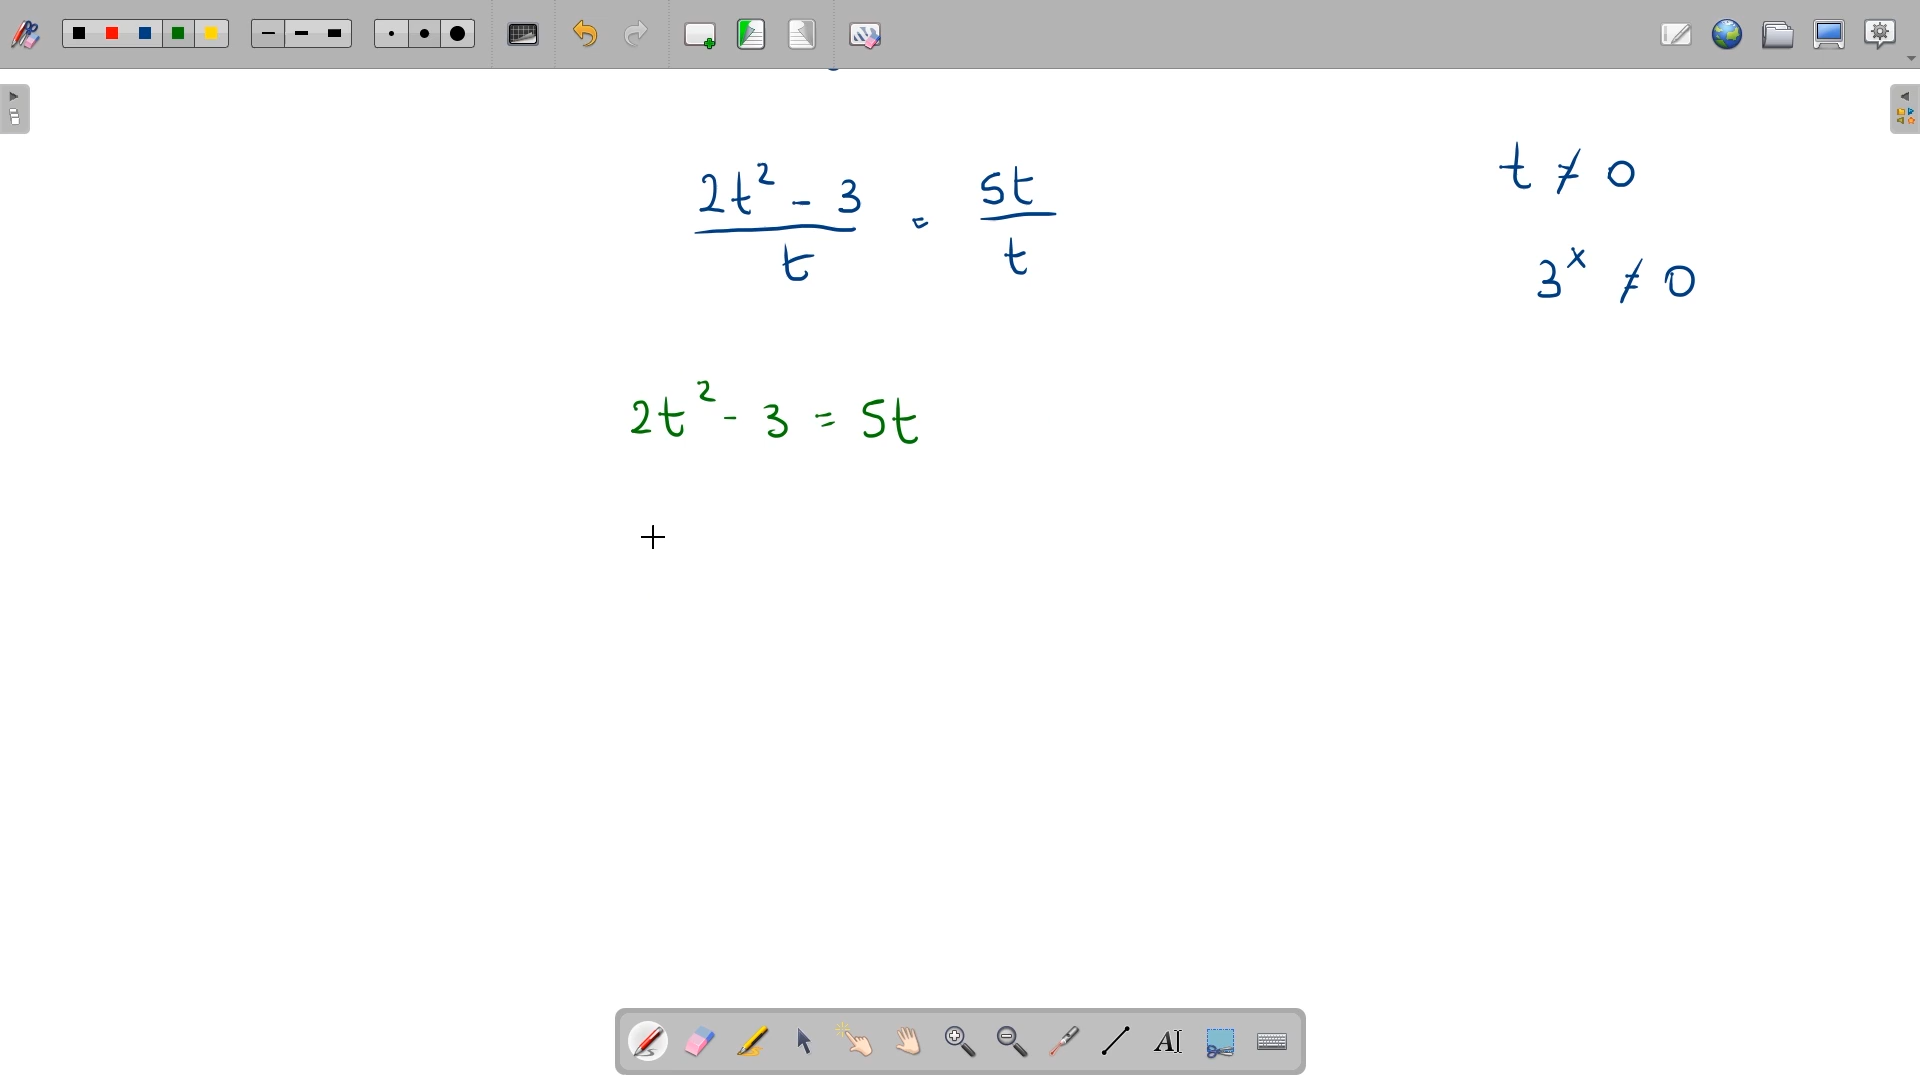 2t² - 3 / t = 5t / t
t ≠ 0
3ˣ ≠ 0
2t² - 3 = 5t